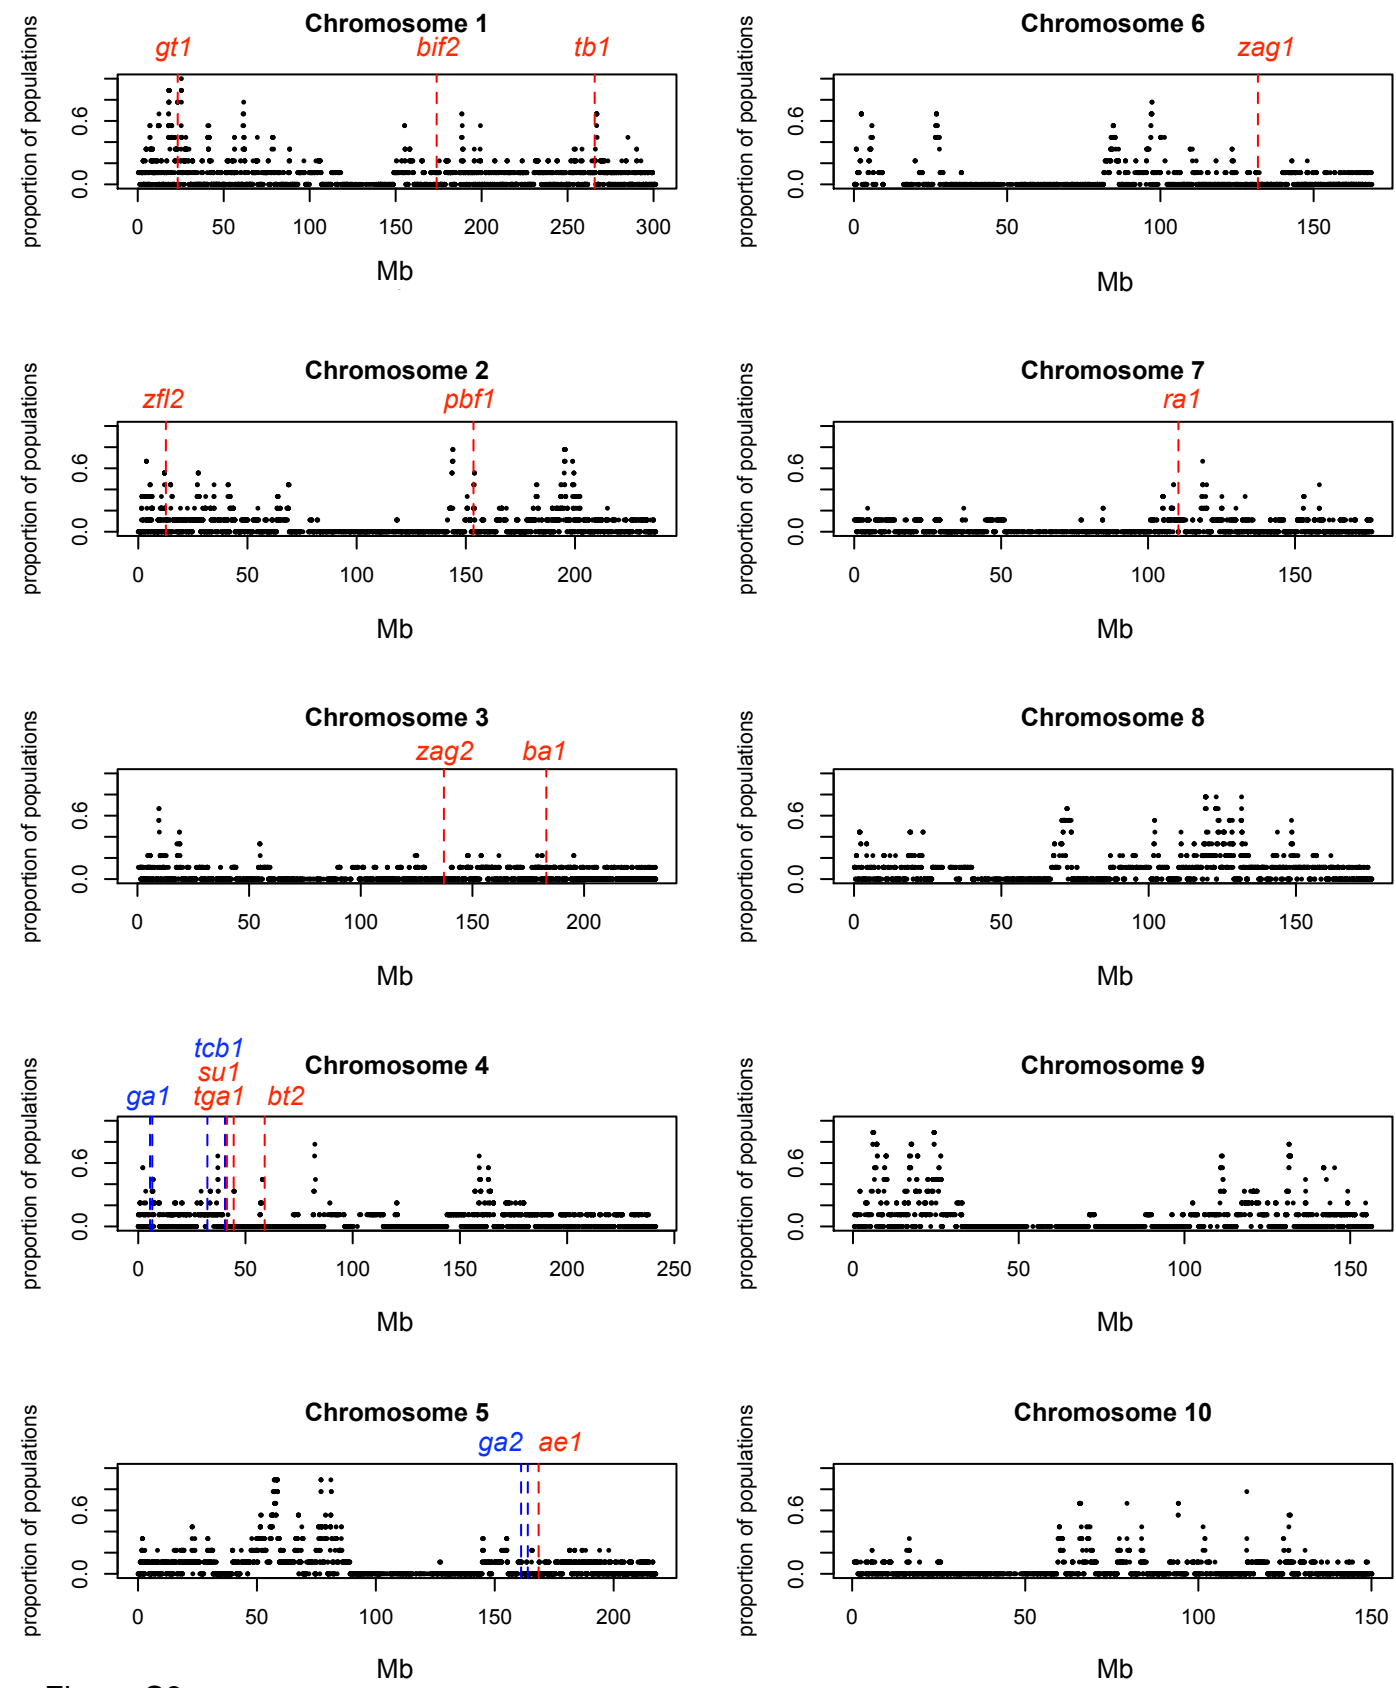 Chromosome 1
gt1 bif2 tb1
proportion of populations
0.0 0.6
0 50 100 150 200 250 300
Mb
Chromosome 6
zag1
proportion of populations
0.0 0.6
0 50 100 150
Mb
Chromosome 2
zfl2 pbf1
proportion of populations
0.0 0.6
0 50 100 150 200
Mb
Chromosome 7
ra1
proportion of populations
0.0 0.6
0 50 100 150
Mb
Chromosome 3
zag2 ba1
proportion of populations
0.0 0.6
0 50 100 150 200
Mb
Chromosome 8
proportion of populations
0.0 0.6
0 50 100 150
Mb
Chromosome 4
tcb1
su1
ga1 tga1 bt2
proportion of populations
0.0 0.6
0 50 100 150 200 250
Mb
Chromosome 9
proportion of populations
0.0 0.6
0 50 100 150
Mb
Chromosome 5
ga2 ae1
proportion of populations
0.0 0.6
0 50 100 150 200
Mb
Chromosome 10
proportion of populations
0.0 0.6
0 50 100 150
Mb